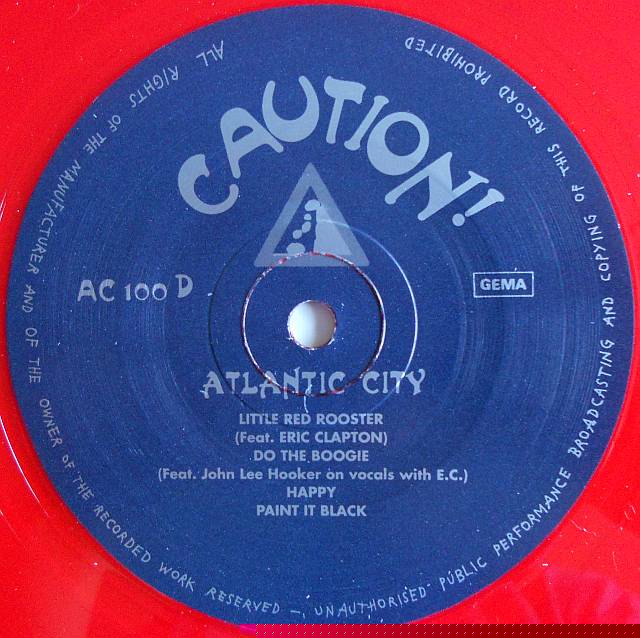 CAUTION!
AC 100 D
GEMA
ATLANTIC CITY
LITTLE RED ROOSTER
(Feat. ERIC CLAPTON)
DO THE BOOGIE
(Feat. John Lee Hooker on vocals with E.C.)
HAPPY
PAINT IT BLACK
ALL RIGHTS OF THE MANUFACTURER AND OF THE OWNER OF THE RECORDED WORK RESERVED – UNAUTHORISED PUBLIC PERFORMANCE BROADCASTING AND COPYING OF THIS RECORD PROHIBITED